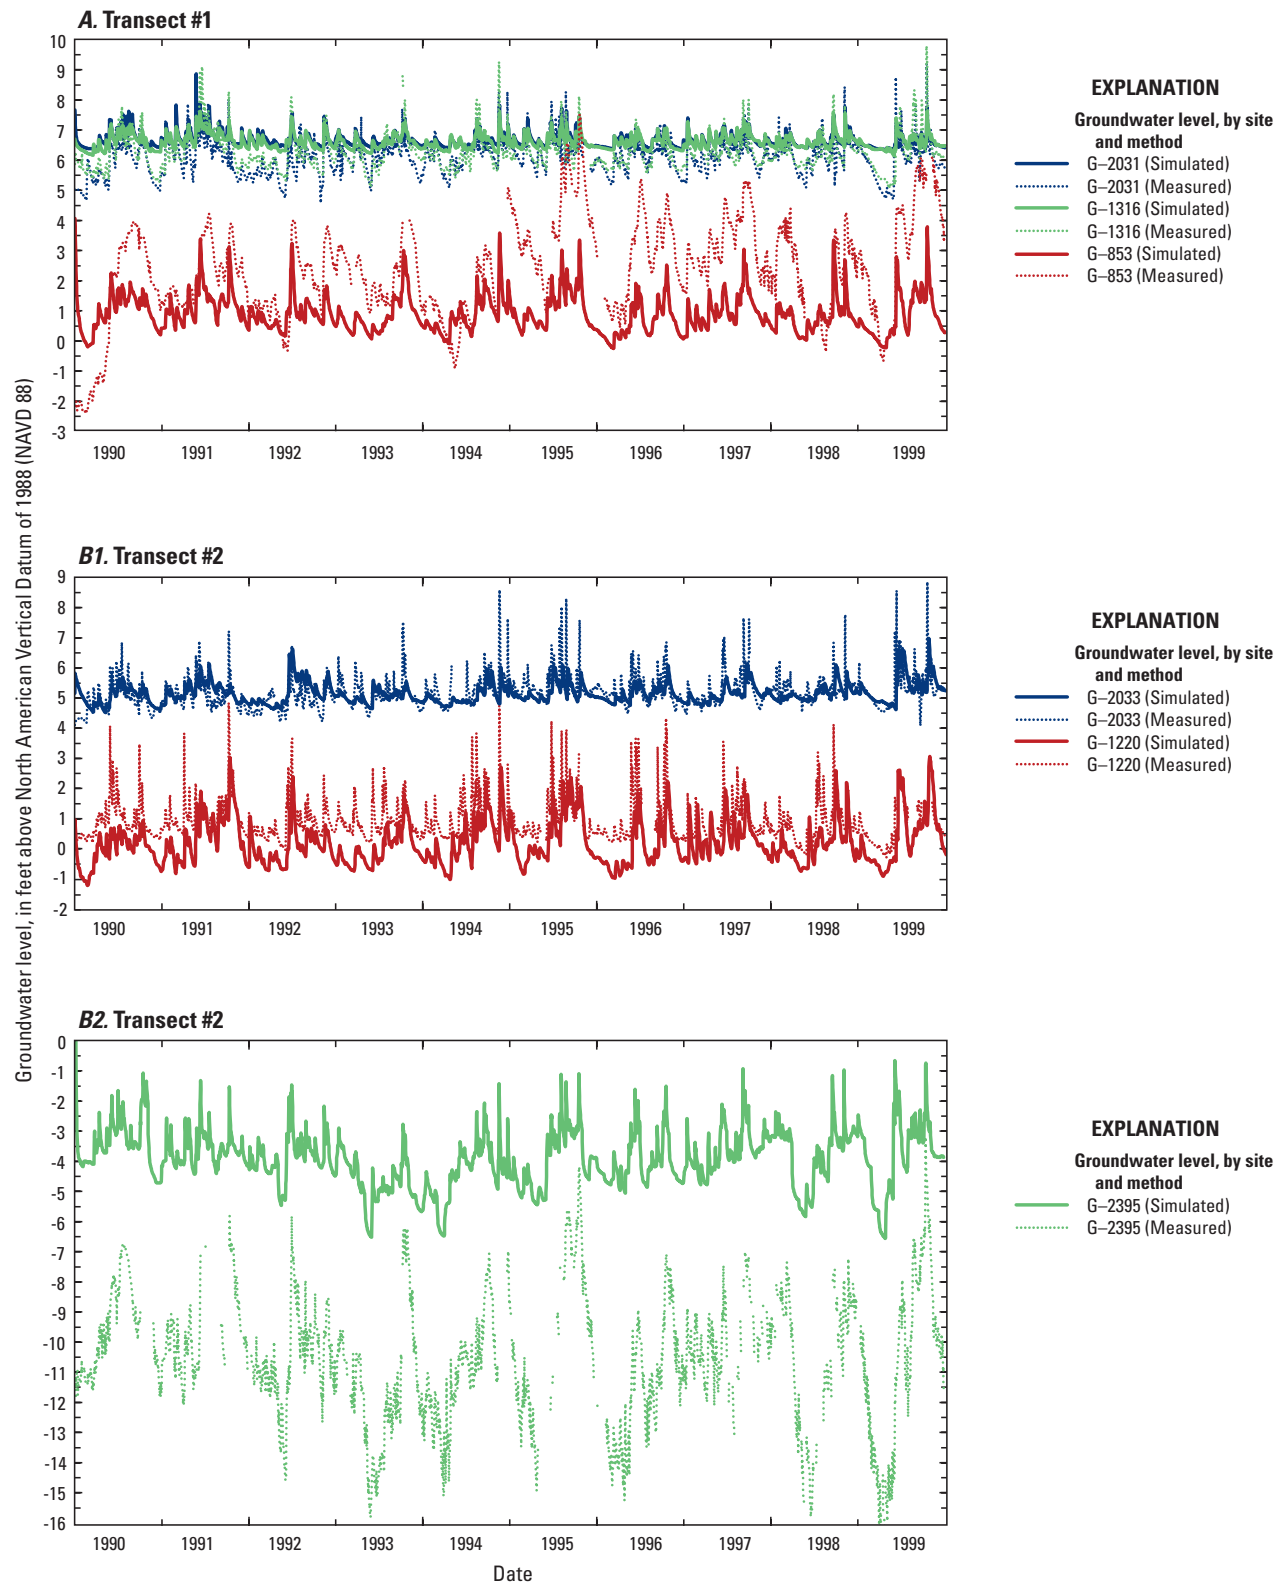 A. Transect #1
10
9
8
7
6
5
4
3
2
1
0
-1
-2
-3
1990 1991 1992 1993 1994 1995 1996 1997 1998 1999
EXPLANATION
Groundwater level, by site
and method
G–2031 (Simulated)
G–2031 (Measured)
G–1316 (Simulated)
G–1316 (Measured)
G–853 (Simulated)
G–853 (Measured)
Groundwater level, in feet above North American Vertical Datum of 1988 (NAVD 88)
B1. Transect #2
9
8
7
6
5
4
3
2
1
0
-1
-2
1990 1991 1992 1993 1994 1995 1996 1997 1998 1999
EXPLANATION
Groundwater level, by site
and method
G–2033 (Simulated)
G–2033 (Measured)
G–1220 (Simulated)
G–1220 (Measured)
B2. Transect #2
0
-1
-2
-3
-4
-5
-6
-7
-8
-9
-10
-11
-12
-13
-14
-15
-16
1990 1991 1992 1993 1994 1995 1996 1997 1998 1999
Date
EXPLANATION
Groundwater level, by site
and method
G–2395 (Simulated)
G–2395 (Measured)